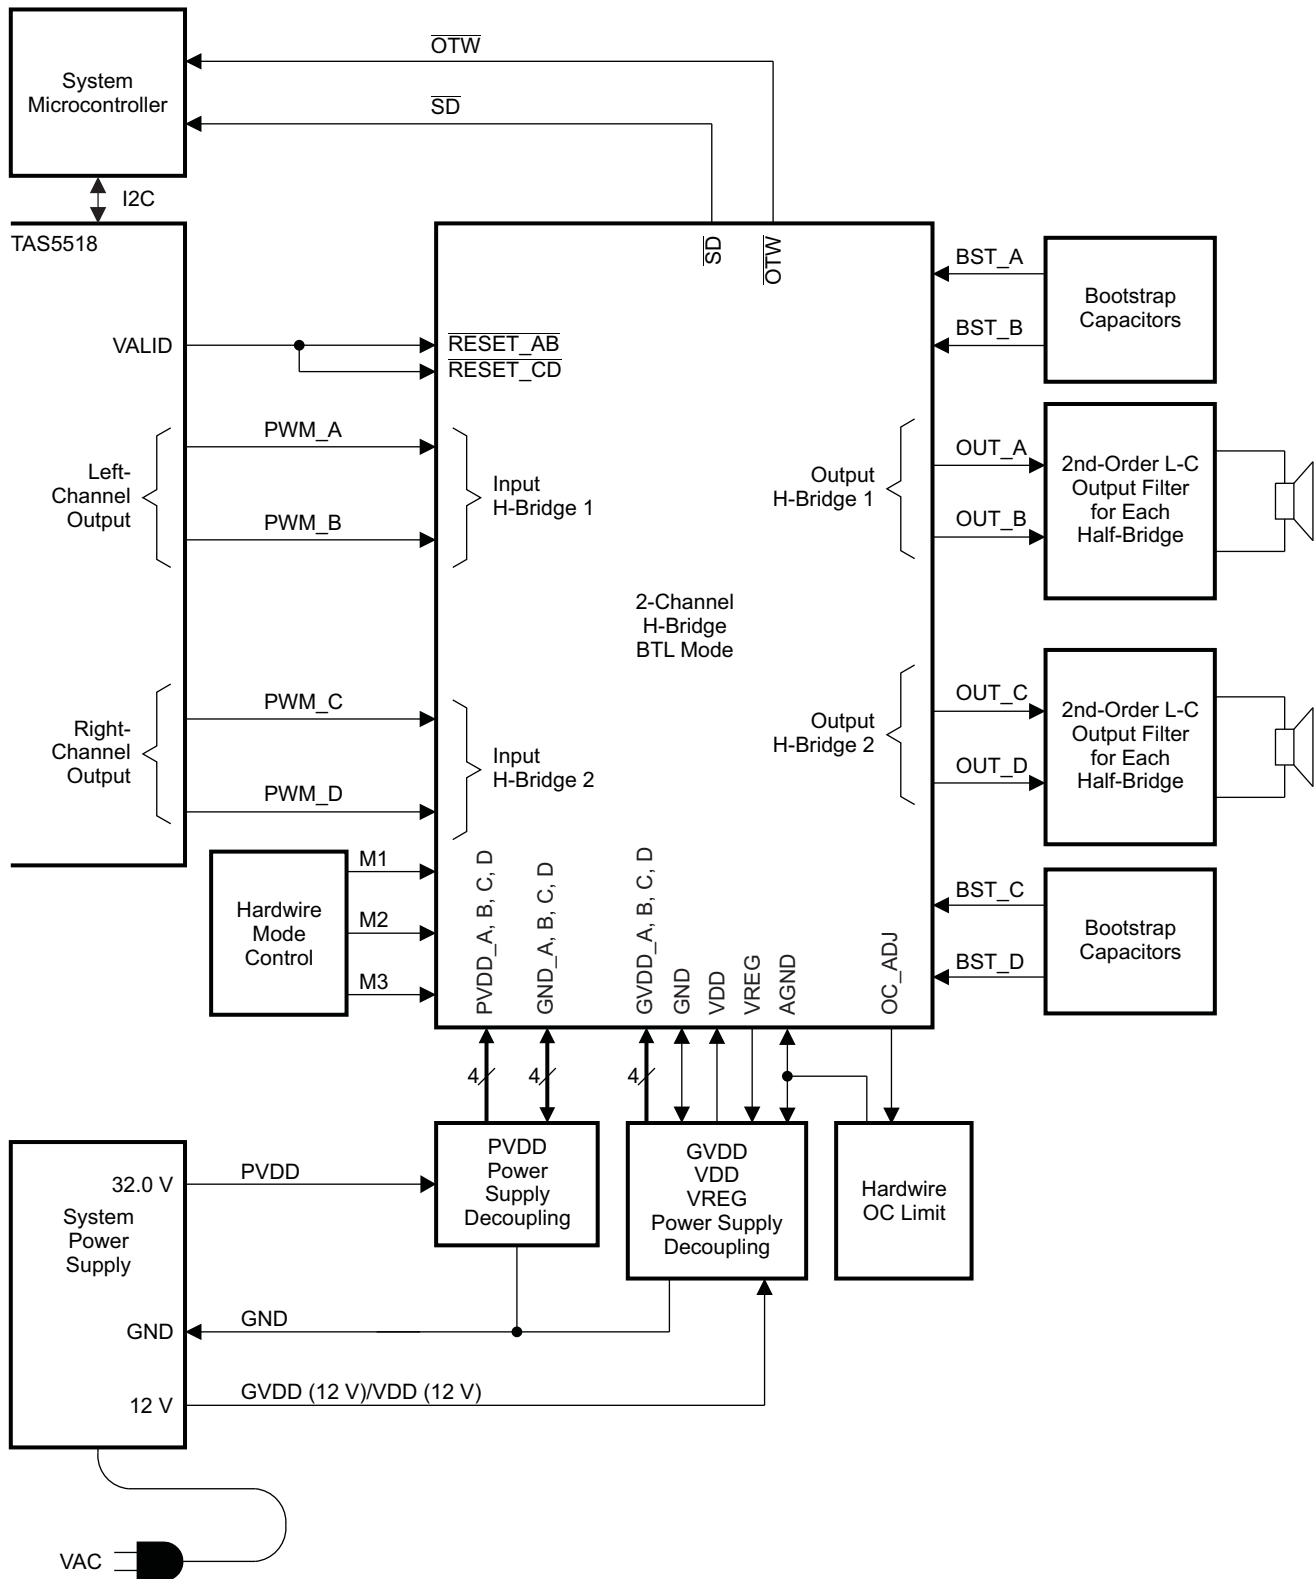 OTW
System
Microcontroller
SD
I2C
TAS5518
SD
OTW
BST_A
Bootstrap
Capacitors
BST_B
VALID
RESET_AB
RESET_CD
PWM_A
Left-
Channel
Output
Input
H-Bridge 1
PWM_B
Output
H-Bridge 1
OUT_A
OUT_B
2nd-Order L-C
Output Filter
for Each
Half-Bridge
2-Channel
H-Bridge
BTL Mode
PWM_C
Right-
Channel
Output
Input
H-Bridge 2
PWM_D
Output
H-Bridge 2
OUT_C
OUT_D
2nd-Order L-C
Output Filter
for Each
Half-Bridge
M1
Hardwire
Mode
Control
M2
M3
PVDD_A, B, C, D
GND_A, B, C, D
GVDD_A, B, C, D
GND
VDD
VREG
AGND
OC_ADJ
BST_C
Bootstrap
Capacitors
BST_D
4
4
4
PVDD
Power
Supply
Decoupling
GVDD
VDD
VREG
Power Supply
Decoupling
Hardwire
OC Limit
32.0 V
PVDD
System
Power
Supply
GND
GND
12 V
GVDD (12 V)/VDD (12 V)
VAC